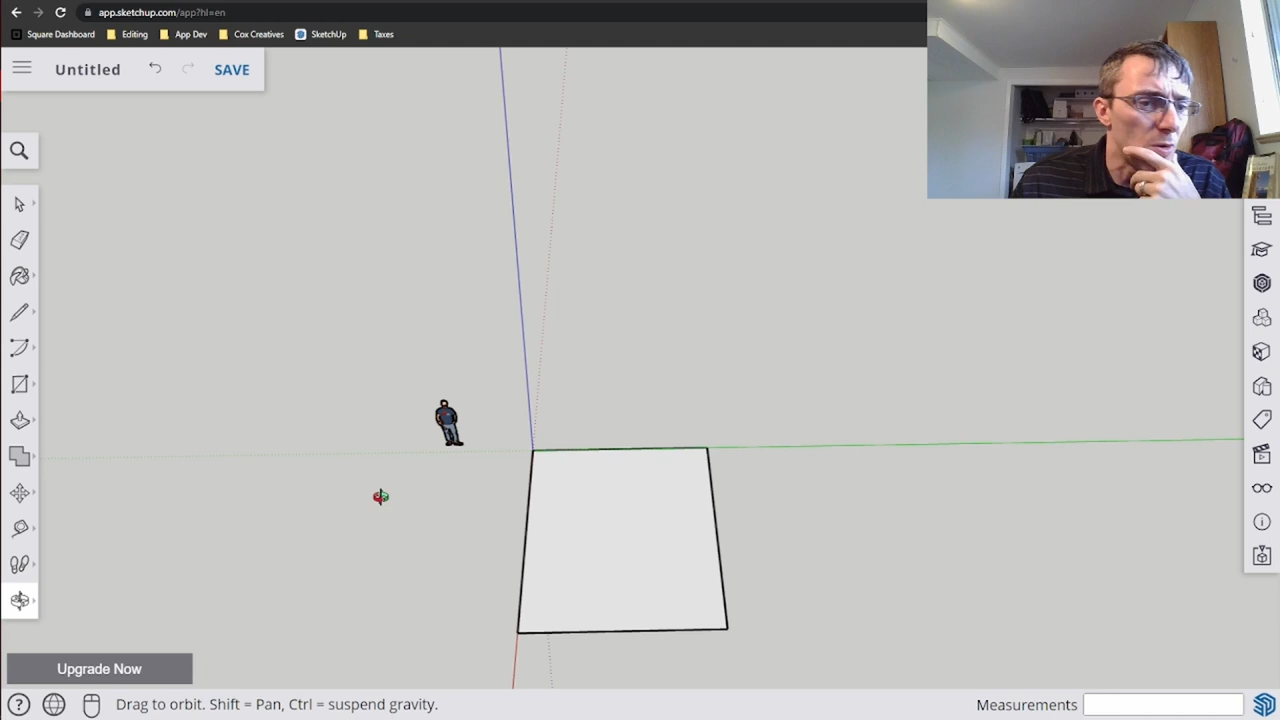 app.sketchup.com/app?hl=en
Square Dashboard Editing App Dev Cox Creatives SketchUp Taxes
Untitled SAVE
Upgrade Now
? Drag to orbit. Shift = Pan, Ctrl = suspend gravity. Measurements